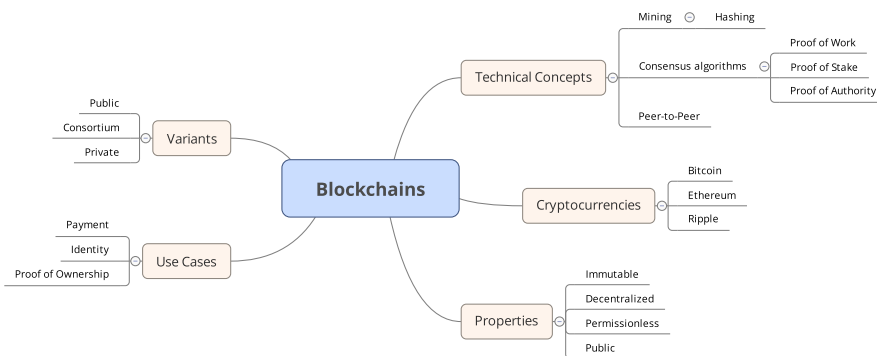 Blockchains
Technical Concepts
Mining
Hashing
Consensus algorithms
Proof of Work
Proof of Stake
Proof of Authority
Peer-to-Peer
Cryptocurrencies
Bitcoin
Ethereum
Ripple
Properties
Immutable
Decentralized
Permissionless
Public
Variants
Public
Consortium
Private
Use Cases
Payment
Identity
Proof of Ownership